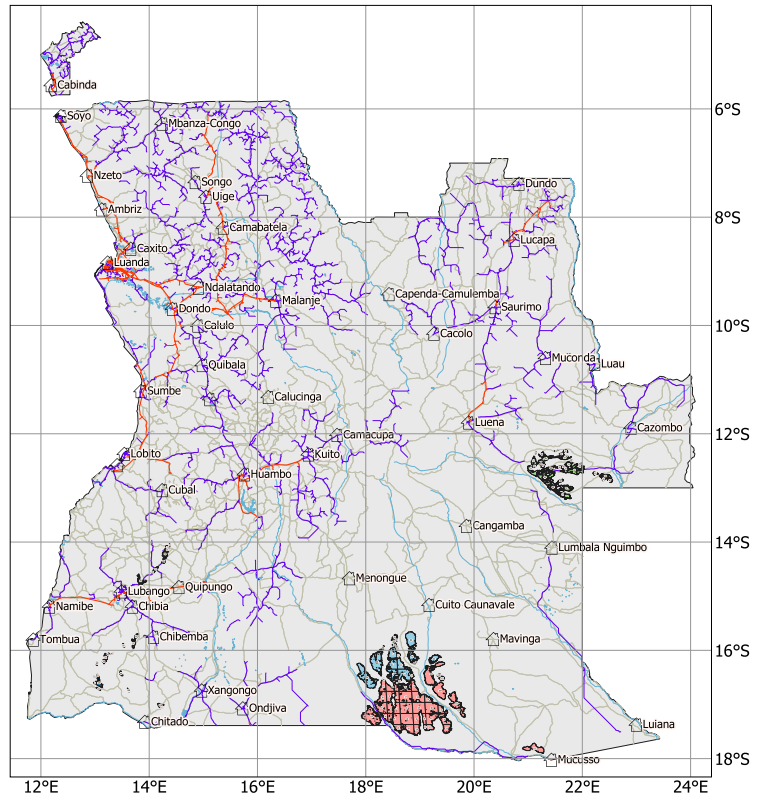 Cabinda
Soyo
6°S
Mbanza-Congo
Nzeto
Songo
Dundo
Uige
Ambriz
8°S
Camabatela
Lucapa
Caxito
Luanda
Ndalatando
Capenda-Camulemba
Malanje
Dondo
Saurimo
Calulo
10°S
Cacolo
Quibala
Muconda
Luau
Sumbe
Calucinga
Luena
Cazombo
Camacupa
12°S
Lobito
Kuito
Huambo
Cubal
Cangamba
14°S
Lumbala Nguimbo
Menongue
Quipungo
Lubango
Namibe
Chibia
Cuito Cuanavale
Tombua
Chibemba
Mavinga
16°S
Xangongo
Ondjiva
Chitado
Luiana
Mucusso
18°S
12°E 14°E 16°E 18°E 20°E 22°E 24°E